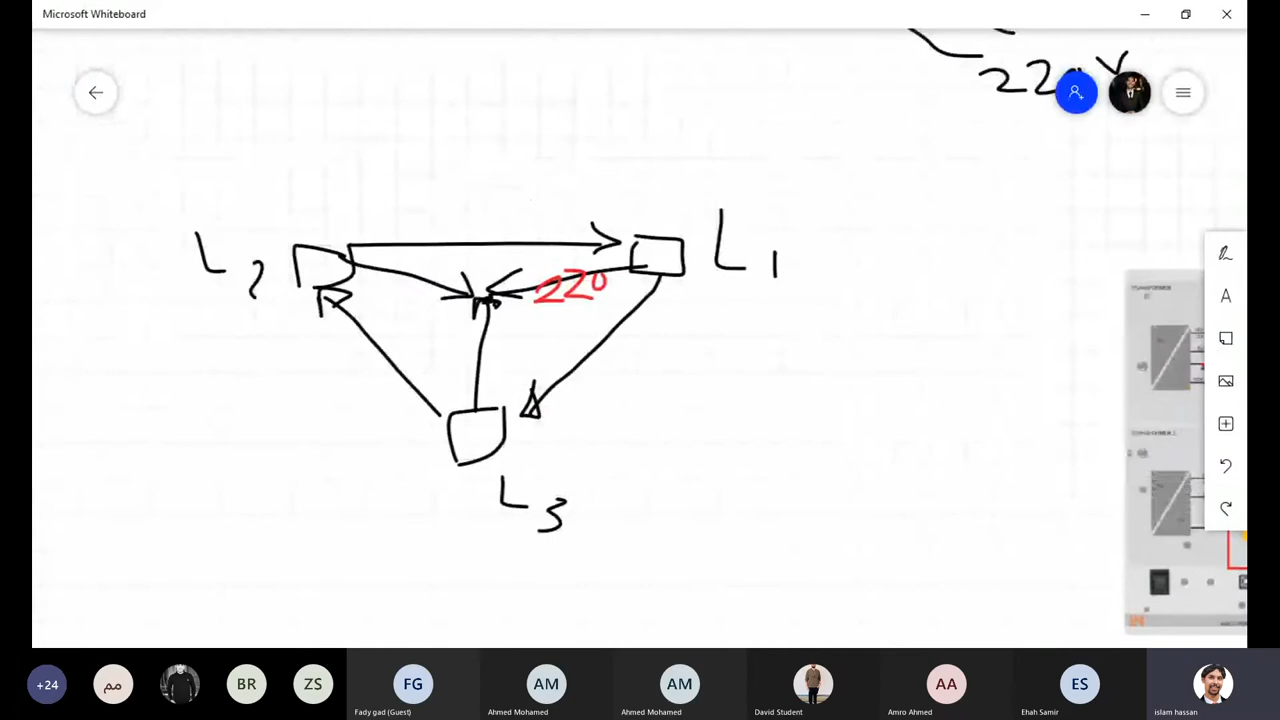 Microsoft Whiteboard
220 V
L2
L1
220
L3
A
+24
مم
BR
ZS
FG
AM
AM
AA
ES
Fady gad (Guest)
Ahmed Mohamed
Ahmed Mohamed
David Student
Amro Ahmed
Ehab Samir
islam hassan